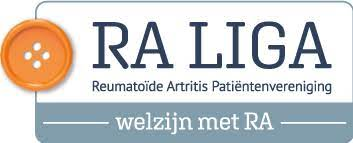 RA LIGA
Reumatoïde Artritis Patiëntenvereniging
welzijn met RA